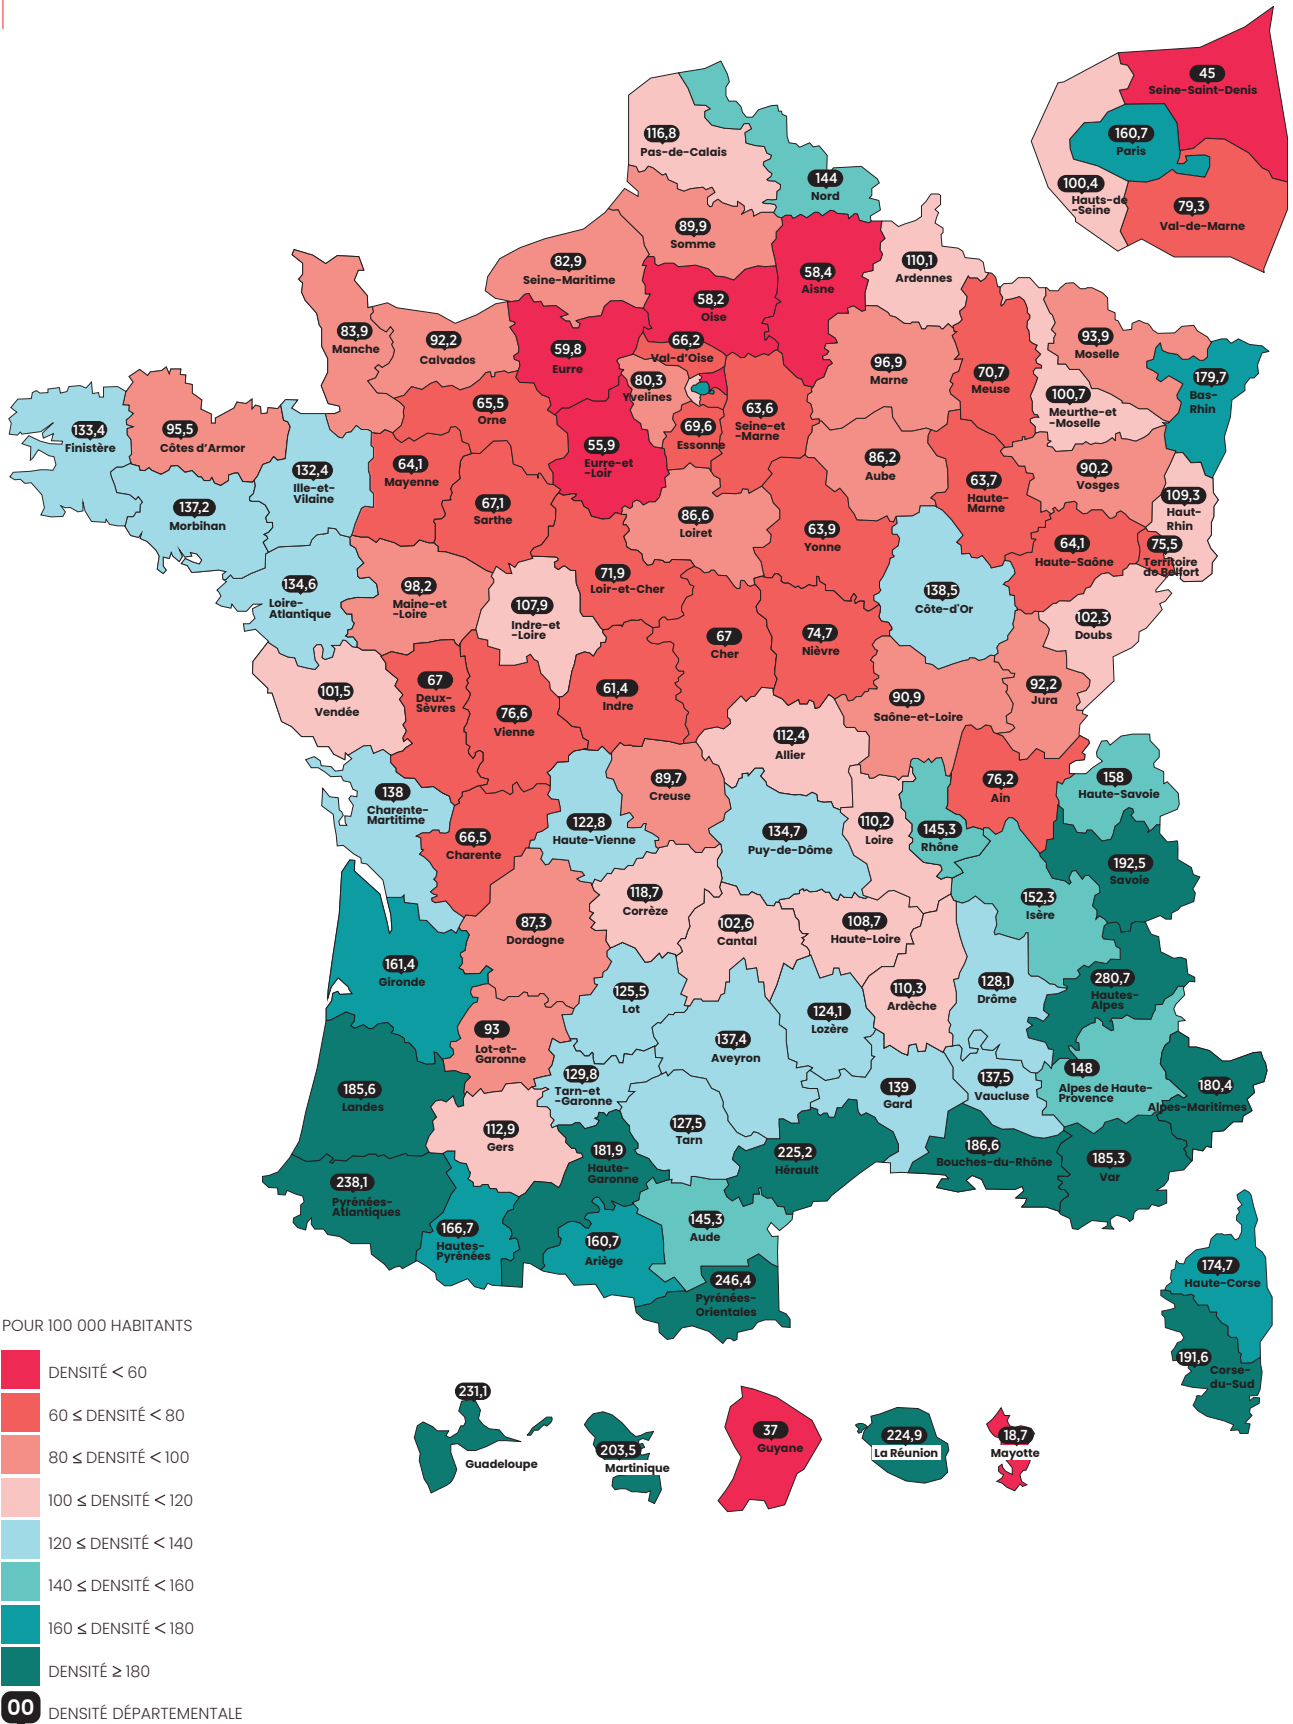 45
Seine-Saint-Denis
160,7
Paris
100,4
Hauts-de
-Seine
79,3
Val-de-Marne
116,8
Pas-de-Calais
144
Nord
89,9
Somme
82,9
Seine-Maritime
58,4
Aisne
110,1
Ardennes
58,2
Oise
83,9
Manche
92,2
Calvados
59,8
Eurre
66,2
Val-d'Oise
80,3
Yvelines
96,9
Marne
70,7
Meuse
93,9
Moselle
100,7
Meurthe-et
-Moselle
179,7
Bas-
Rhin
133,4
Finistère
95,5
Côtes d'Armor
65,5
Orne
69,6
Essonne
63,6
Seine-et
-Marne
132,4
Ille-et-
Vilaine
64,1
Mayenne
55,9
Eurre-et
-Loir
86,2
Aube
63,7
Haute-
Marne
90,2
Vosges
109,3
Haut-
Rhin
137,2
Morbihan
67,1
Sarthe
86,6
Loiret
63,9
Yonne
64,1
Haute-Saône
75,5
Territoire
de Belfort
134,6
Loire-
Atlantique
98,2
Maine-et
-Loire
107,9
Indre-et
-Loire
71,9
Loir-et-Cher
138,5
Côte-d'Or
102,3
Doubs
67
Cher
74,7
Nièvre
101,5
Vendée
67
Deux-
Sèvres
76,6
Vienne
61,4
Indre
90,9
Saône-et-Loire
92,2
Jura
112,4
Allier
138
Charente-
Martitime
66,5
Charente
122,8
Haute-Vienne
89,7
Creuse
134,7
Puy-de-Dôme
110,2
Loire
145,3
Rhône
76,2
Ain
158
Haute-Savoie
192,5
Savoie
118,7
Corrèze
152,3
Isère
87,3
Dordogne
102,6
Cantal
108,7
Haute-Loire
161,4
Gironde
125,5
Lot
124,1
Lozère
110,3
Ardèche
128,1
Drôme
280,7
Hautes-
Alpes
93
Lot-et-
Garonne
137,4
Aveyron
185,6
Landes
129,8
Tarn-et
-Garonne
139
Gard
137,5
Vaucluse
148
Alpes de Haute-
Provence
180,4
Alpes-Maritimes
112,9
Gers
127,5
Tarn
181,9
Haute-
Garonne
225,2
Hérault
186,6
Bouches-du-Rhône
185,3
Var
238,1
Pyrénées-
Atlantiques
166,7
Hautes-
Pyrénées
160,7
Ariège
145,3
Aude
246,4
Pyrénées-
Orientales
174,7
Haute-Corse
191,6
Corse-
du-Sud
231,1
Guadeloupe
203,5
Martinique
37
Guyane
224,9
La Réunion
18,7
Mayotte
POUR 100 000 HABITANTS
DENSITÉ < 60
60 ≤ DENSITÉ < 80
80 ≤ DENSITÉ < 100
100 ≤ DENSITÉ < 120
120 ≤ DENSITÉ < 140
140 ≤ DENSITÉ < 160
160 ≤ DENSITÉ < 180
DENSITÉ ≥ 180
00 DENSITÉ DÉPARTEMENTALE